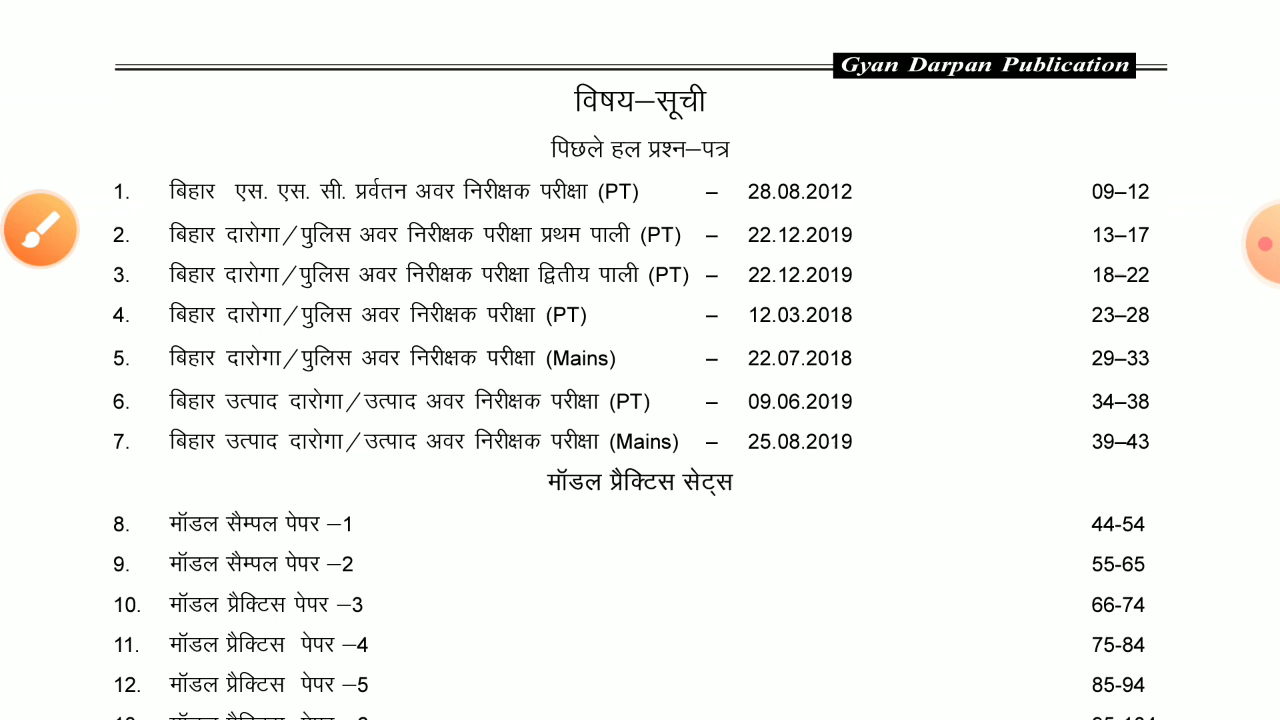 Gyan Darpan Publication
विषय–सूची
पिछले हल प्रश्न–पत्र
1. बिहार एस. एस. सी. प्रर्वतन अवर निरीक्षक परीक्षा (PT) – 28.08.2012 09–12
2. बिहार दारोगा/पुलिस अवर निरीक्षक परीक्षा प्रथम पाली (PT) – 22.12.2019 13–17
3. बिहार दारोगा/पुलिस अवर निरीक्षक परीक्षा द्वितीय पाली (PT) – 22.12.2019 18–22
4. बिहार दारोगा/पुलिस अवर निरीक्षक परीक्षा (PT) – 12.03.2018 23–28
5. बिहार दारोगा/पुलिस अवर निरीक्षक परीक्षा (Mains) – 22.07.2018 29–33
6. बिहार उत्पाद दारोगा/उत्पाद अवर निरीक्षक परीक्षा (PT) – 09.06.2019 34–38
7. बिहार उत्पाद दारोगा/उत्पाद अवर निरीक्षक परीक्षा (Mains) – 25.08.2019 39–43
मॉडल प्रैक्टिस सेट्स
8. मॉडल सैम्पल पेपर –1 44-54
9. मॉडल सैम्पल पेपर –2 55-65
10. मॉडल प्रैक्टिस पेपर –3 66-74
11. मॉडल प्रैक्टिस पेपर –4 75-84
12. मॉडल प्रैक्टिस पेपर –5 85-94